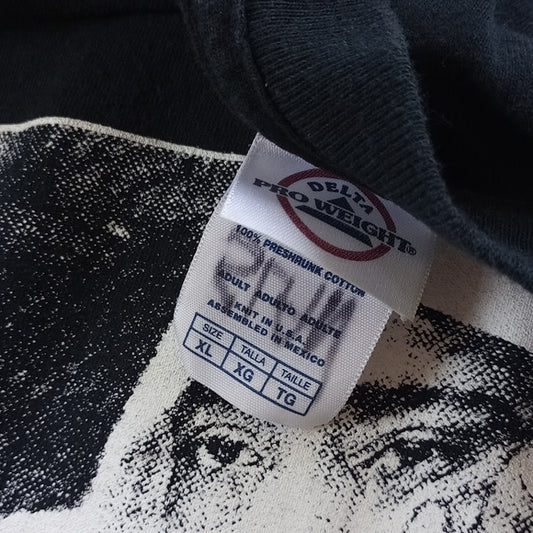 DELTA
PRO WEIGHT®
100% PRESHRUNK COTTON
ADULT ADULTO ADULTE
KNIT IN U.S.A.
ASSEMBLED IN MEXICO
SIZE TALLA TAILLE
XL XG TG